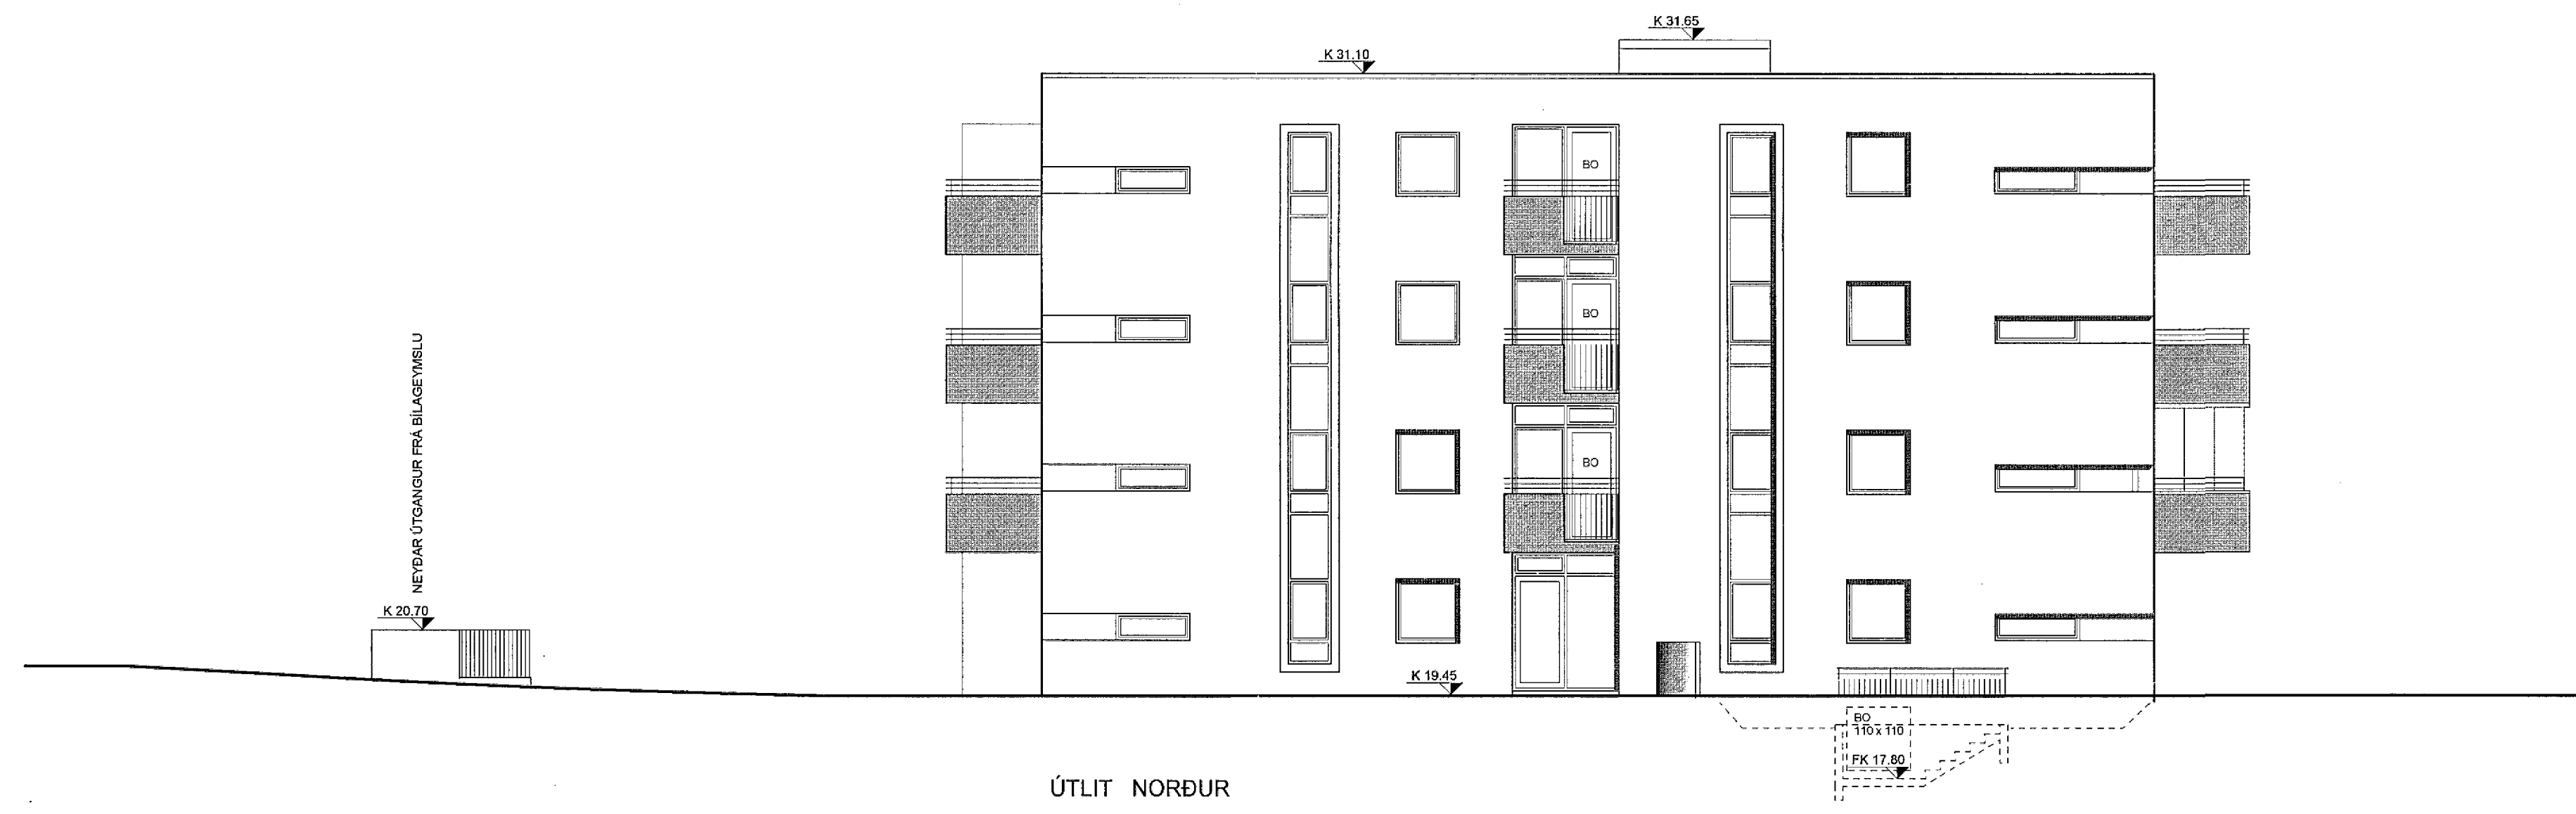 K 31.65
K 31.10
BO
BO
NEYÐAR ÚTGANGUR FRÁ BÍLAGEYMSLU
BO
K 20.70
K 19.45
BO
110 x 110
FK 17.80
ÚTLIT NORÐUR